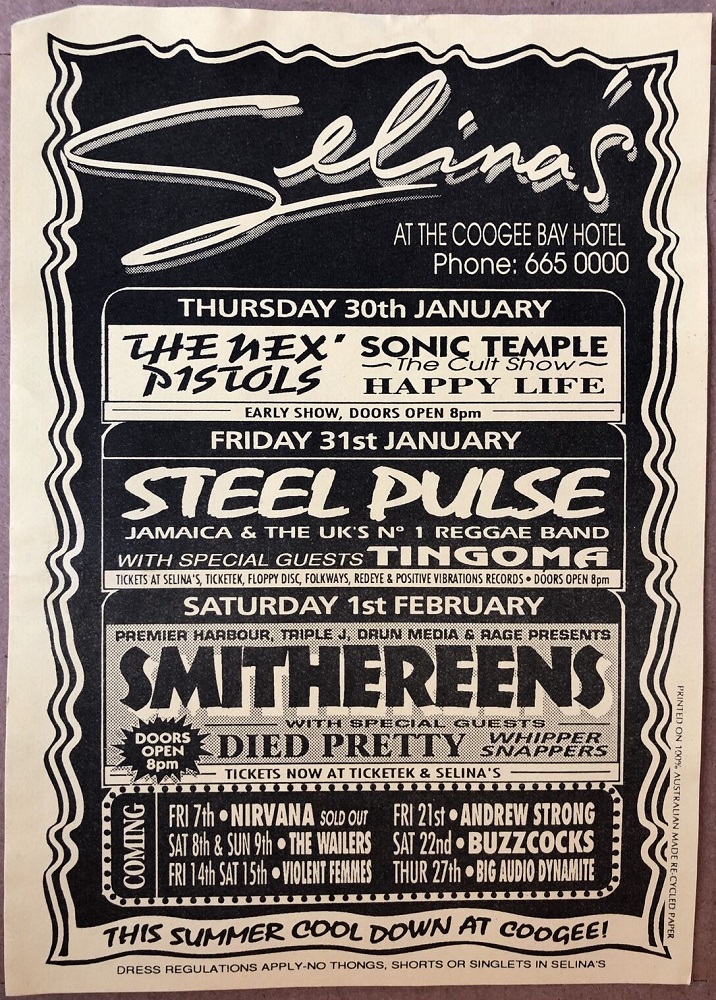 Selina's
AT THE COOGEE BAY HOTEL
Phone: 665 0000
THURSDAY 30th JANUARY
THE NEX' PISTOLS
SONIC TEMPLE
~The Cult Show~
HAPPY LIFE
EARLY SHOW, DOORS OPEN 8pm
FRIDAY 31st JANUARY
STEEL PULSE
JAMAICA & THE UK'S Nº 1 REGGAE BAND
WITH SPECIAL GUESTS TINGOMA
TICKETS AT SELINA'S, TICKETEK, FLOPPY DISC, FOLKWAYS, REDEYE & POSITIVE VIBRATIONS RECORDS • DOORS OPEN 8pm
SATURDAY 1st FEBRUARY
PREMIER HARBOUR, TRIPLE J, DRUN MEDIA & RAGE PRESENTS
SMITHEREENS
WITH SPECIAL GUESTS
DIED PRETTY WHIPPER SNAPPERS
DOORS OPEN 8pm
TICKETS NOW AT TICKETEK & SELINA'S
COMING
FRI 7th • NIRVANA SOLD OUT
SAT 8th & SUN 9th • THE WAILERS
FRI 14th SAT 15th • VIOLENT FEMMES
FRI 21st • ANDREW STRONG
SAT 22nd • BUZZCOCKS
THUR 27th • BIG AUDIO DYNAMITE
THIS SUMMER COOL DOWN AT COOGEE!
DRESS REGULATIONS APPLY-NO THONGS, SHORTS OR SINGLETS IN SELINA'S
PRINTED ON 100% AUSTRALIAN MADE RE-CYCLED PAPER